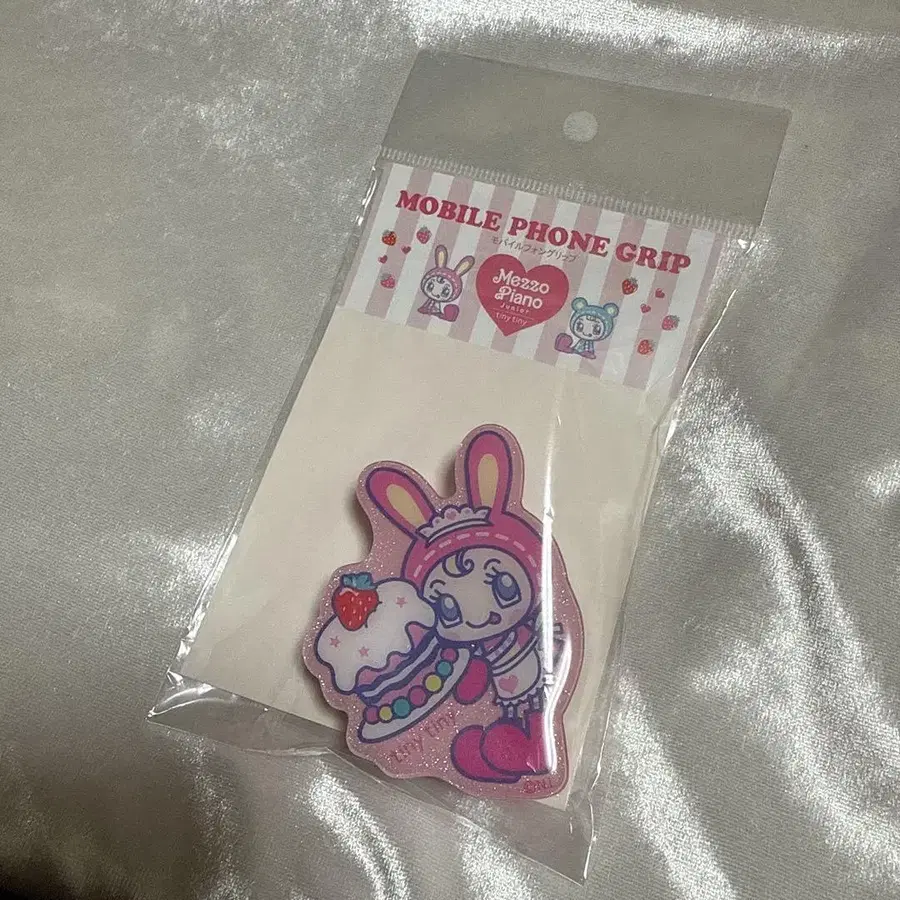 MOBILE PHONE GRIP
モバイルフォングリップ
Mezzo
Piano
Junior
tiny tiny
tiny tiny